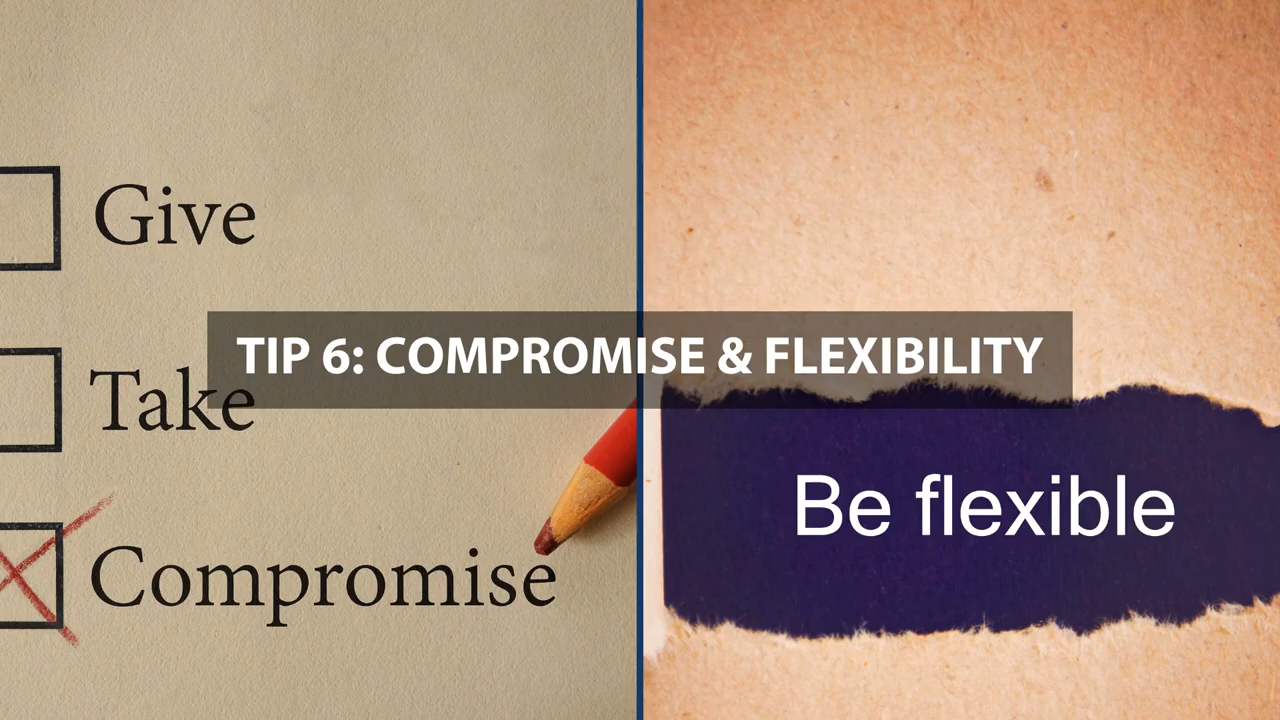 Give
Take
Compromise
TIP 6: COMPROMISE & FLEXIBILITY
Be flexible